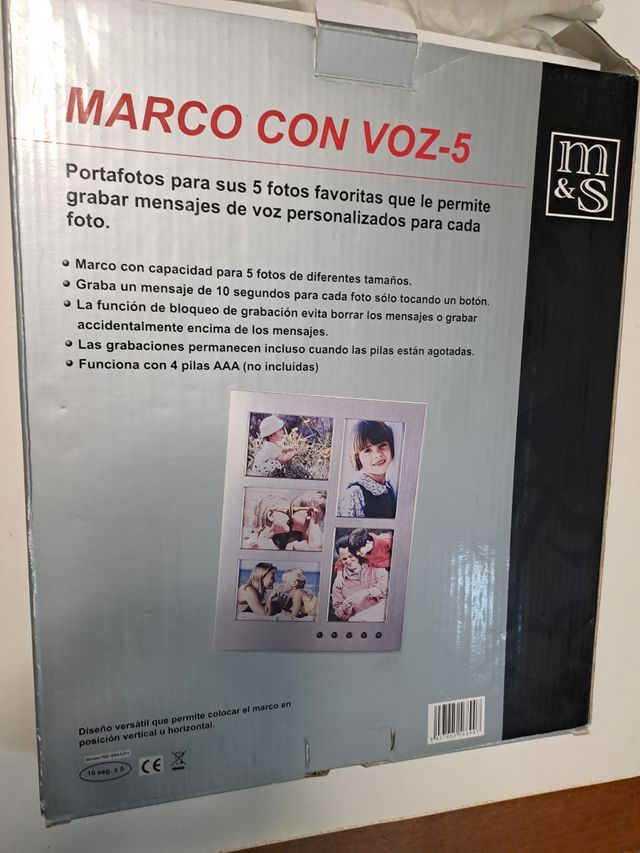 MARCO CON VOZ-5
m
&S
Portafotos para sus 5 fotos favoritas que le permite
grabar mensajes de voz personalizados para cada
foto.
• Marco con capacidad para 5 fotos de diferentes tamaños.
• Graba un mensaje de 10 segundos para cada foto sólo tocando un botón.
• La función de bloqueo de grabación evita borrar los mensajes o grabar
accidentalmente encima de los mensajes.
• Las grabaciones permanecen incluso cuando las pilas están agotadas.
• Funciona con 4 pilas AAA (no incluídas)
Diseño versátil que permite colocar el marco en
posición vertical u horizontal.
10 seg. x 5
CE